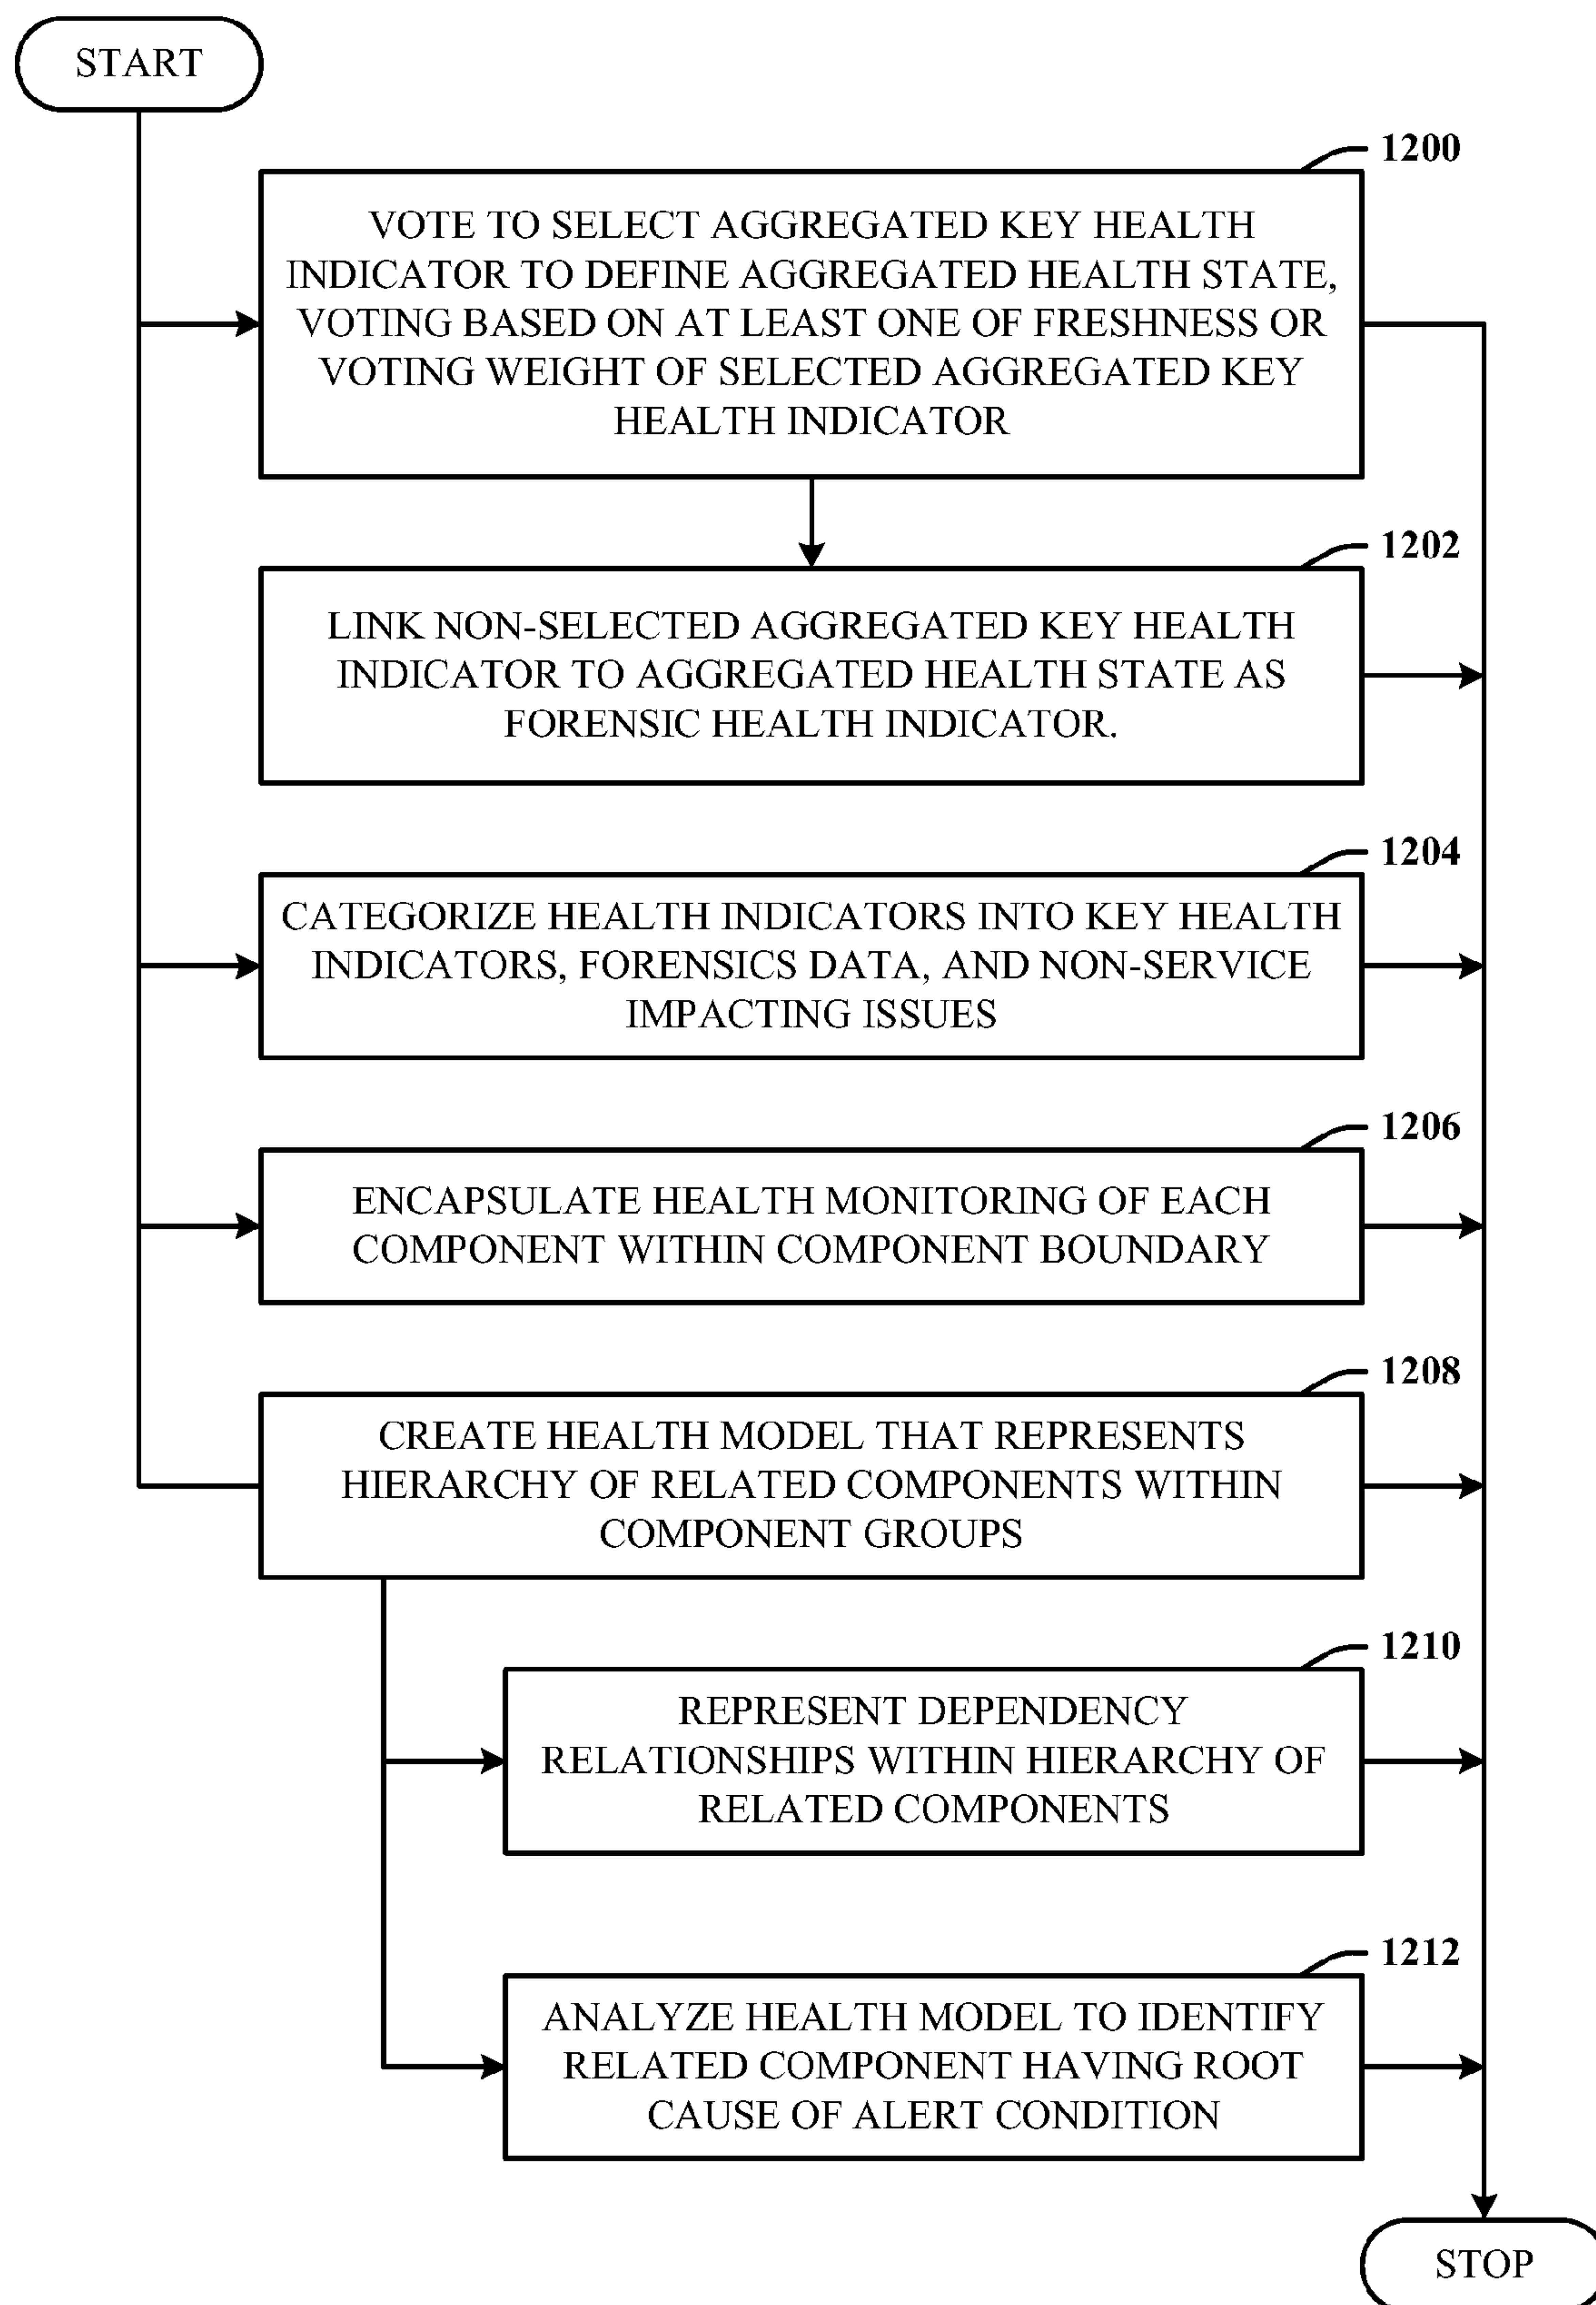 START
1200
VOTE TO SELECT AGGREGATED KEY HEALTH
INDICATOR TO DEFINE AGGREGATED HEALTH STATE,
VOTING BASED ON AT LEAST ONE OF FRESHNESS OR
VOTING WEIGHT OF SELECTED AGGREGATED KEY
HEALTH INDICATOR
1202
LINK NON-SELECTED AGGREGATED KEY HEALTH
INDICATOR TO AGGREGATED HEALTH STATE AS
FORENSIC HEALTH INDICATOR.
1204
CATEGORIZE HEALTH INDICATORS INTO KEY HEALTH
INDICATORS, FORENSICS DATA, AND NON-SERVICE
IMPACTING ISSUES
1206
ENCAPSULATE HEALTH MONITORING OF EACH
COMPONENT WITHIN COMPONENT BOUNDARY
1208
CREATE HEALTH MODEL THAT REPRESENTS
HIERARCHY OF RELATED COMPONENTS WITHIN
COMPONENT GROUPS
1210
REPRESENT DEPENDENCY
RELATIONSHIPS WITHIN HIERARCHY OF
RELATED COMPONENTS
1212
ANALYZE HEALTH MODEL TO IDENTIFY
RELATED COMPONENT HAVING ROOT
CAUSE OF ALERT CONDITION
STOP